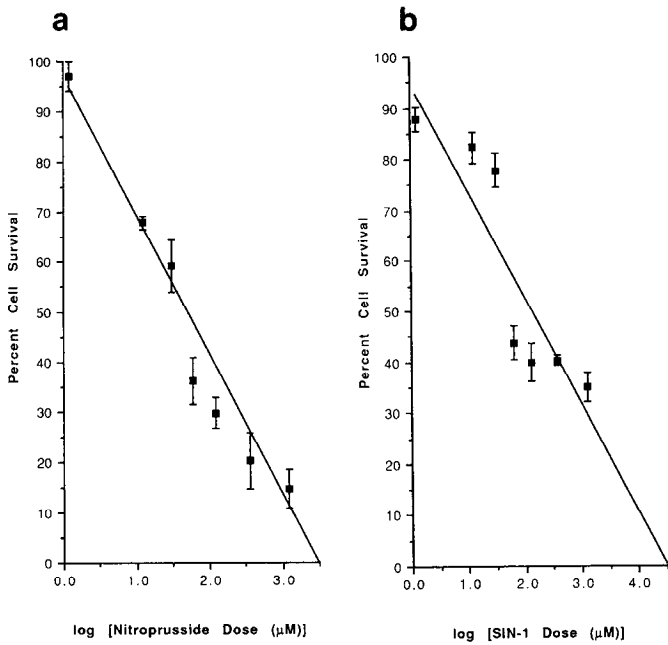 a
b
100
90
80
70
60
50
40
30
20
10
0
Percent Cell Survival
0.0 1.0 2.0 3.0
log [Nitroprusside Dose (μM)]
100
90
80
70
60
50
40
30
20
10
0
Percent Cell Survival
0.0 1.0 2.0 3.0 4.0
log [SIN-1 Dose (μM)]